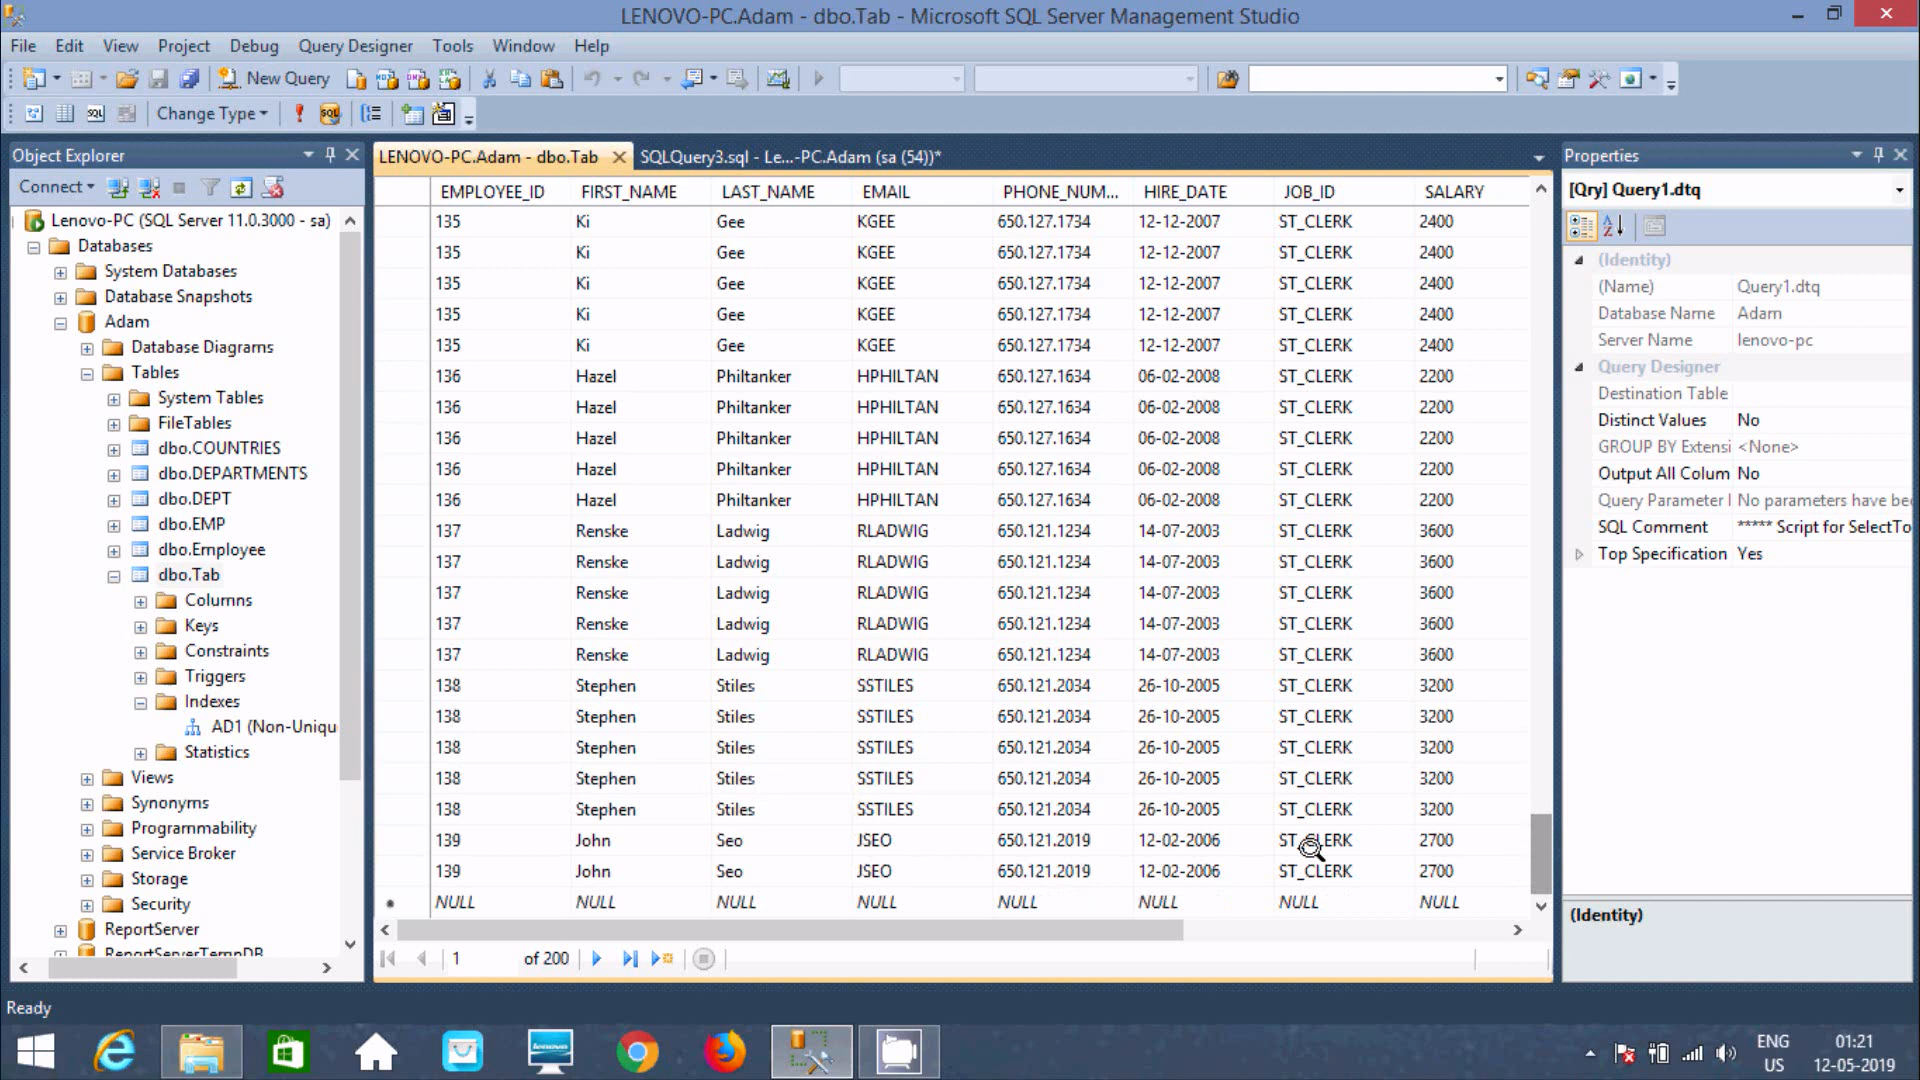 LENOVO-PC.Adam - dbo.Tab - Microsoft SQL Server Management Studio
File Edit View Project Debug Query Designer Tools Window Help
New Query
Change Type
Object Explorer
Connect
Lenovo-PC (SQL Server 11.0.3000 - sa)
Databases
System Databases
Database Snapshots
Adam
Database Diagrams
Tables
System Tables
FileTables
dbo.COUNTRIES
dbo.DEPARTMENTS
dbo.DEPT
dbo.EMP
dbo.Employee
dbo.Tab
Columns
Keys
Constraints
Triggers
Indexes
AD1 (Non-Uniqu
Statistics
Views
Synonyms
Programmability
Service Broker
Storage
Security
ReportServer
ReportServerTempDB
LENOVO-PC.Adam - dbo.Tab SQLQuery3.sql - Le...-PC.Adam (sa (54))*
EMPLOYEE_ID FIRST_NAME LAST_NAME EMAIL PHONE_NUM... HIRE_DATE JOB_ID SALARY
135 Ki Gee KGEE 650.127.1734 12-12-2007 ST_CLERK 2400
135 Ki Gee KGEE 650.127.1734 12-12-2007 ST_CLERK 2400
135 Ki Gee KGEE 650.127.1734 12-12-2007 ST_CLERK 2400
135 Ki Gee KGEE 650.127.1734 12-12-2007 ST_CLERK 2400
135 Ki Gee KGEE 650.127.1734 12-12-2007 ST_CLERK 2400
136 Hazel Philtanker HPHILTAN 650.127.1634 06-02-2008 ST_CLERK 2200
136 Hazel Philtanker HPHILTAN 650.127.1634 06-02-2008 ST_CLERK 2200
136 Hazel Philtanker HPHILTAN 650.127.1634 06-02-2008 ST_CLERK 2200
136 Hazel Philtanker HPHILTAN 650.127.1634 06-02-2008 ST_CLERK 2200
136 Hazel Philtanker HPHILTAN 650.127.1634 06-02-2008 ST_CLERK 2200
137 Renske Ladwig RLADWIG 650.121.1234 14-07-2003 ST_CLERK 3600
137 Renske Ladwig RLADWIG 650.121.1234 14-07-2003 ST_CLERK 3600
137 Renske Ladwig RLADWIG 650.121.1234 14-07-2003 ST_CLERK 3600
137 Renske Ladwig RLADWIG 650.121.1234 14-07-2003 ST_CLERK 3600
137 Renske Ladwig RLADWIG 650.121.1234 14-07-2003 ST_CLERK 3600
138 Stephen Stiles SSTILES 650.121.2034 26-10-2005 ST_CLERK 3200
138 Stephen Stiles SSTILES 650.121.2034 26-10-2005 ST_CLERK 3200
138 Stephen Stiles SSTILES 650.121.2034 26-10-2005 ST_CLERK 3200
138 Stephen Stiles SSTILES 650.121.2034 26-10-2005 ST_CLERK 3200
138 Stephen Stiles SSTILES 650.121.2034 26-10-2005 ST_CLERK 3200
139 John Seo JSEO 650.121.2019 12-02-2006 ST_CLERK 2700
139 John Seo JSEO 650.121.2019 12-02-2006 ST_CLERK 2700
NULL NULL NULL NULL NULL NULL NULL NULL
1 of 200
Properties
[Qry] Query1.dtq
(Identity)
(Name) Query1.dtq
Database Name Adam
Server Name lenovo-pc
Query Designer
Destination Table
Distinct Values No
GROUP BY Extensi <None>
Output All Colum No
Query Parameter No parameters have bee
SQL Comment ***** Script for SelectTo
Top Specification Yes
(Identity)
Ready
lenovo
ENG 01:21
US 12-05-2019